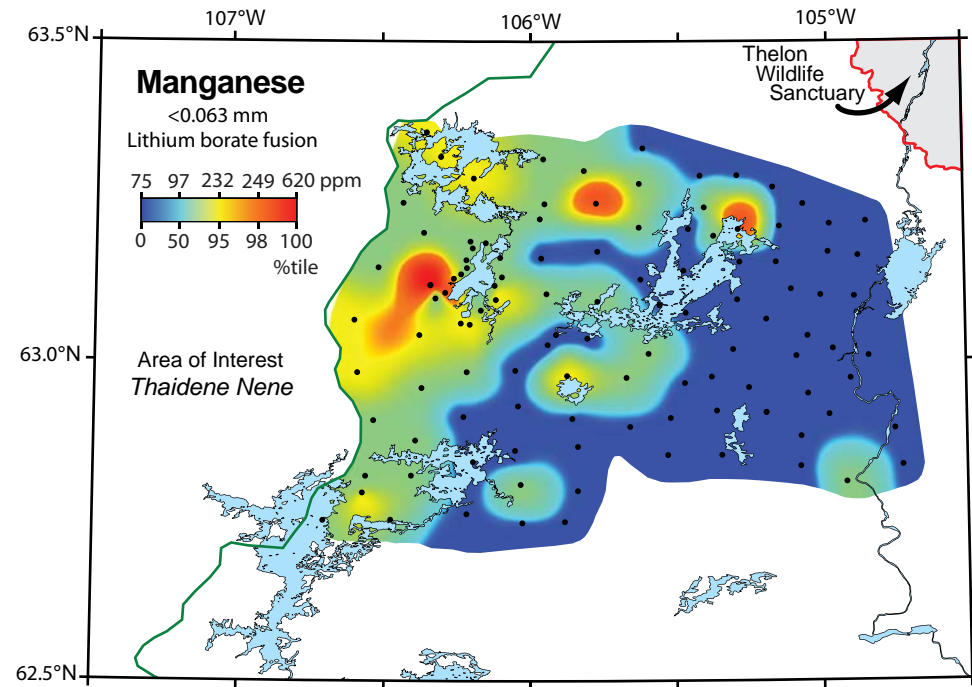 107°W 106°W 105°W
63.5°N
Manganese
<0.063 mm
Lithium borate fusion
75 97 232 249 620 ppm
0 50 95 98 100
%tile
Thelon
Wildlife
Sanctuary
63.0°N
Area of Interest
Thaidene Nene
62.5°N